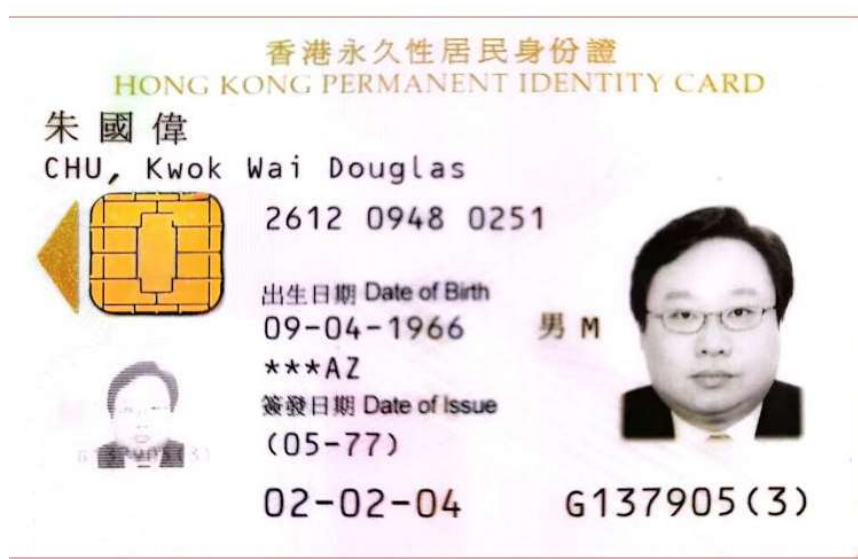 香港永久性居民身份證
HONG KONG PERMANENT IDENTITY CARD
朱國偉
CHU, Kwok Wai Douglas
2612 0948 0251
出生日期 Date of Birth
09-04-1966 男 M
***AZ
簽發日期 Date of Issue
(05-77)
02-02-04 G137905(3)